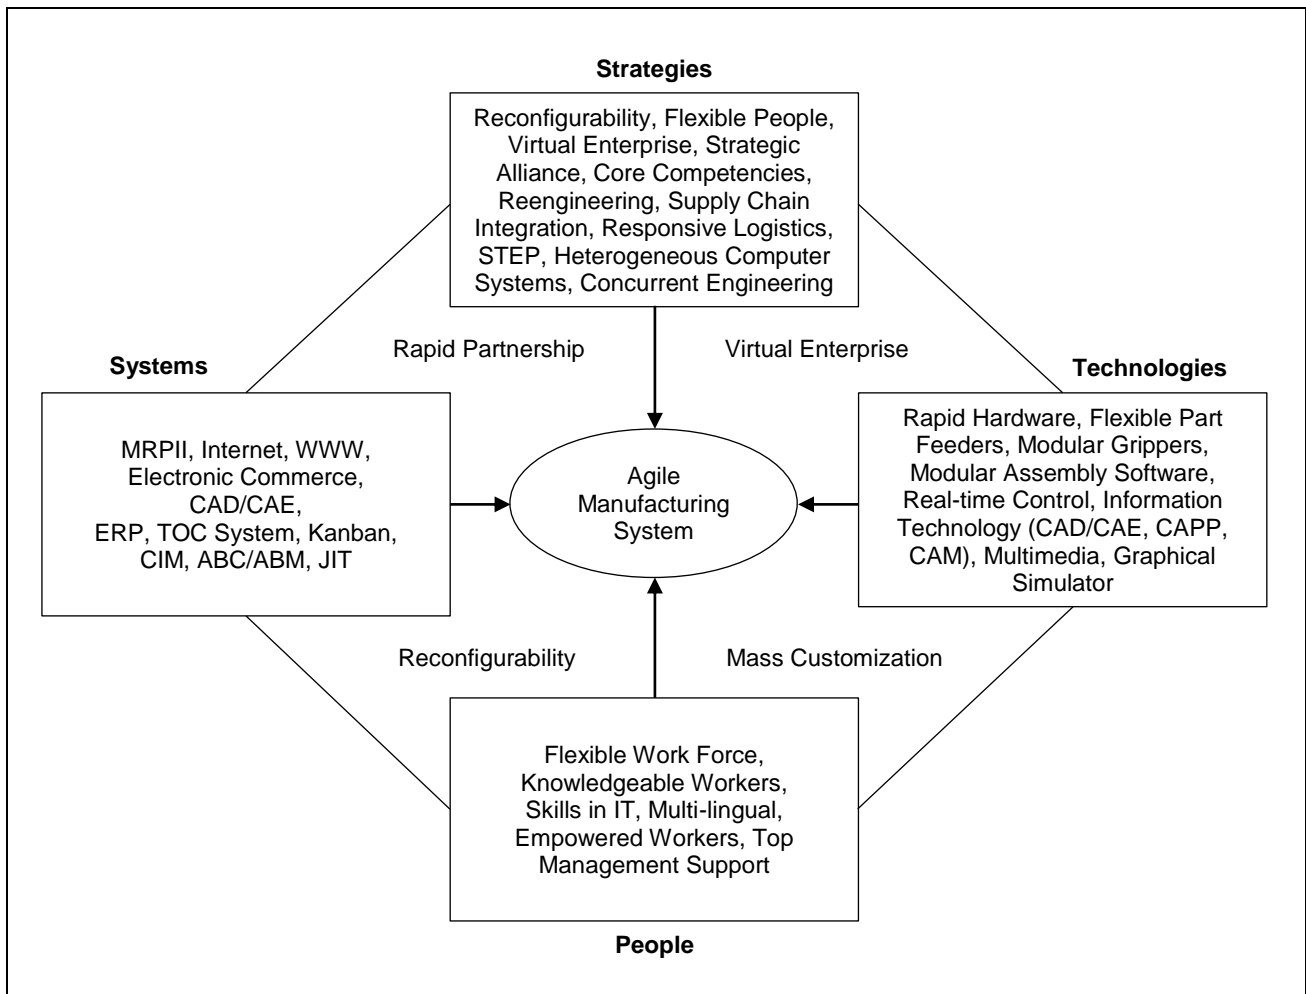 Strategies
Reconfigurability, Flexible People,
Virtual Enterprise, Strategic
Alliance, Core Competencies,
Reengineering, Supply Chain
Integration, Responsive Logistics,
STEP, Heterogeneous Computer
Systems, Concurrent Engineering
Rapid Partnership
Virtual Enterprise
Systems
MRPII, Internet, WWW,
Electronic Commerce,
CAD/CAE,
ERP, TOC System, Kanban,
CIM, ABC/ABM, JIT
Agile
Manufacturing
System
Technologies
Rapid Hardware, Flexible Part
Feeders, Modular Grippers,
Modular Assembly Software,
Real-time Control, Information
Technology (CAD/CAE, CAPP,
CAM), Multimedia, Graphical
Simulator
Reconfigurability
Mass Customization
Flexible Work Force,
Knowledgeable Workers,
Skills in IT, Multi-lingual,
Empowered Workers, Top
Management Support
People